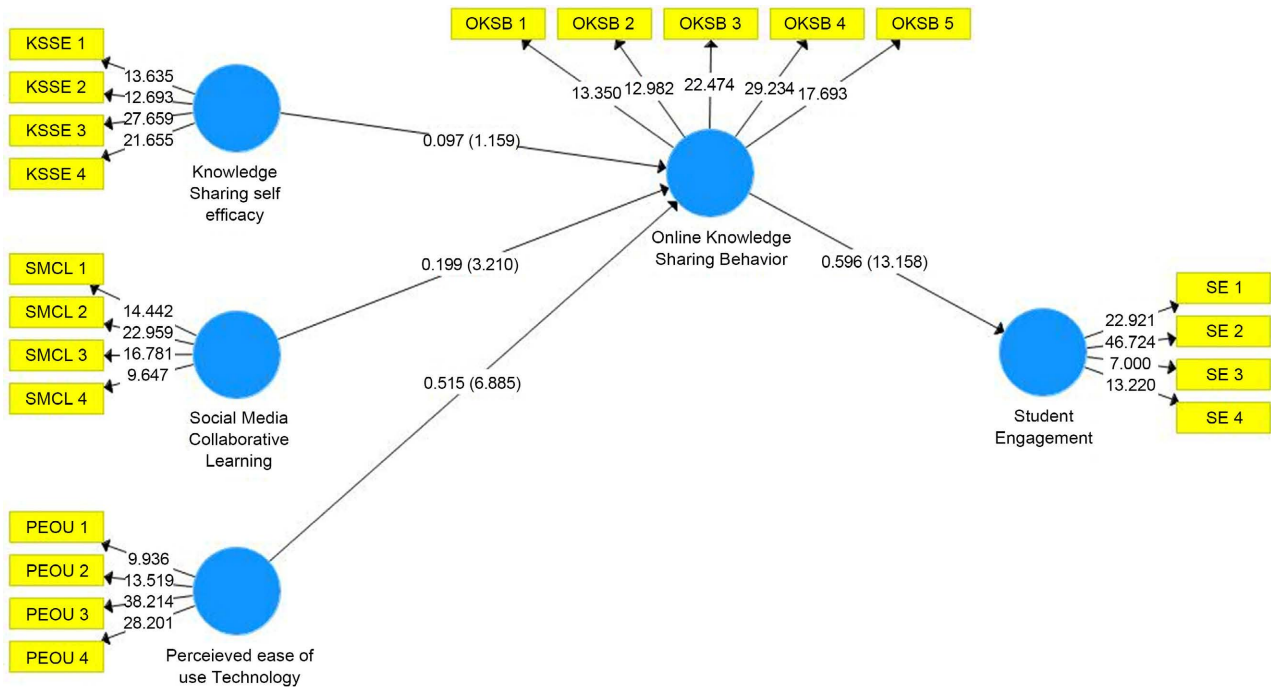 OKSB 1
OKSB 2
OKSB 3
OKSB 4
OKSB 5
13.350
12.982
22.474
29.234
17.693
KSSE 1
KSSE 2
KSSE 3
KSSE 4
13.635
12.693
27.659
21.655
Knowledge
Sharing self
efficacy
0.097 (1.159)
Online Knowledge
Sharing Behavior
SMCL 1
SMCL 2
SMCL 3
SMCL 4
14.442
22.959
16.781
9.647
Social Media
Collaborative
Learning
0.199 (3.210)
0.596 (13.158)
SE 1
SE 2
SE 3
SE 4
22.921
46.724
7.000
13.220
Student
Engagement
0.515 (6.885)
PEOU 1
PEOU 2
PEOU 3
PEOU 4
9.936
13.519
38.214
28.201
Perceieved ease of
use Technology